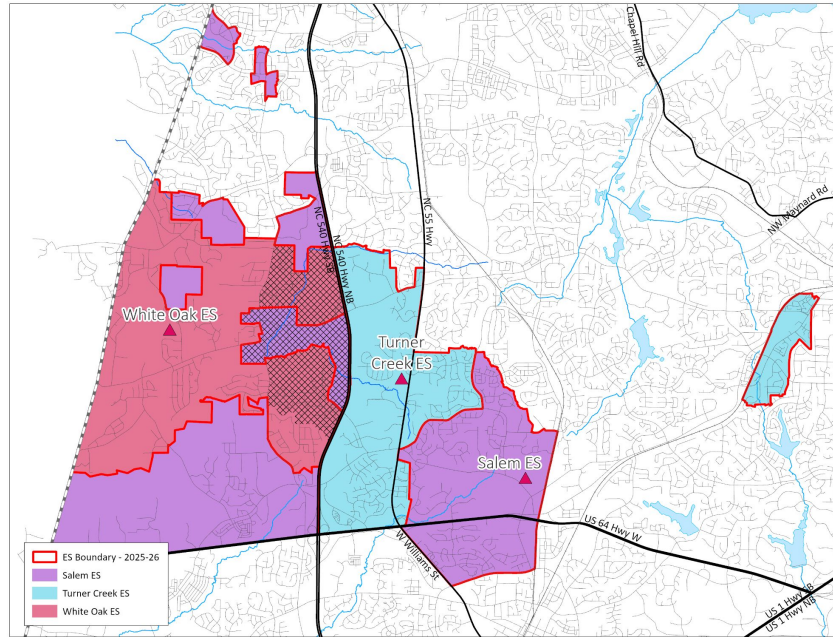 Chapel Hill Rd
NW Maynard Rd
NC 55 Hwy
NC 540 Hwy SB
NC 540 Hwy NB
White Oak ES
Turner
Creek ES
Salem ES
US 64 Hwy W
W Williams St
US 1 Hwy SB
US 1 Hwy NB
ES Boundary - 2025-26
Salem ES
Turner Creek ES
White Oak ES